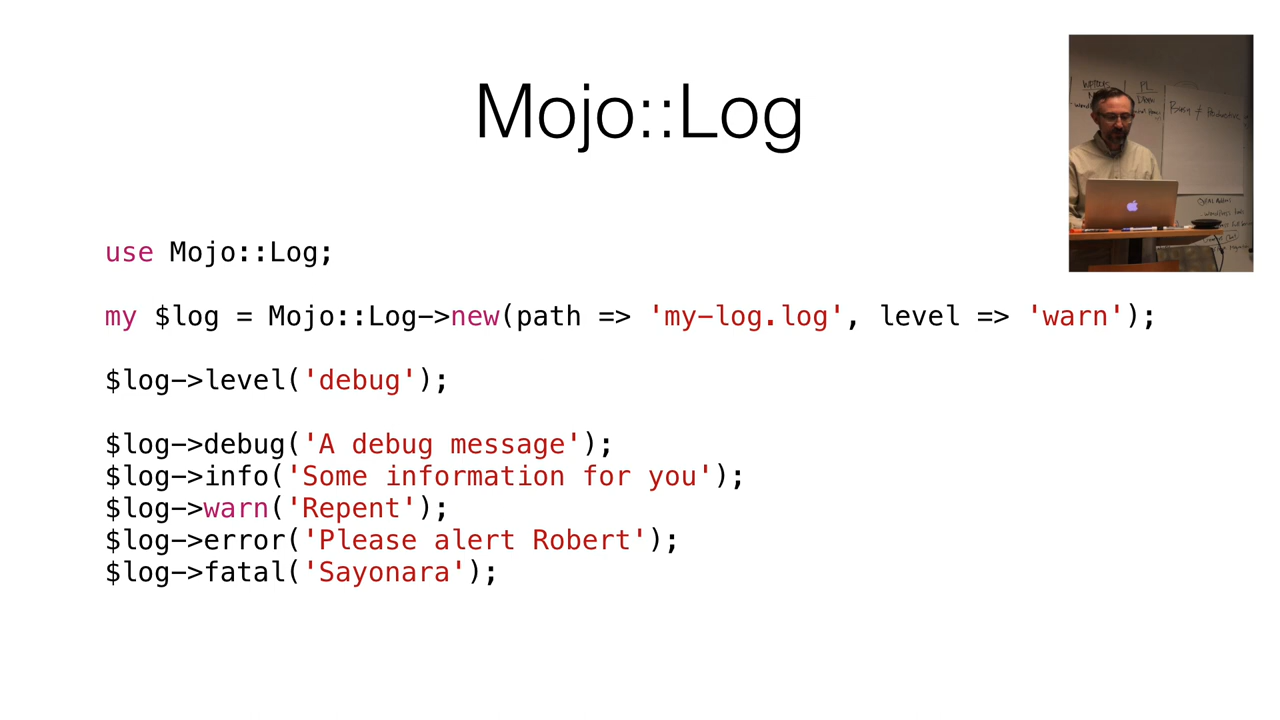 Mojo::Log
use Mojo::Log;
my $log = Mojo::Log->new(path => 'my-log.log', level => 'warn');
$log->level('debug');
$log->debug('A debug message');
$log->info('Some information for you');
$log->warn('Repent');
$log->error('Please alert Robert');
$log->fatal('Sayonara');
PL